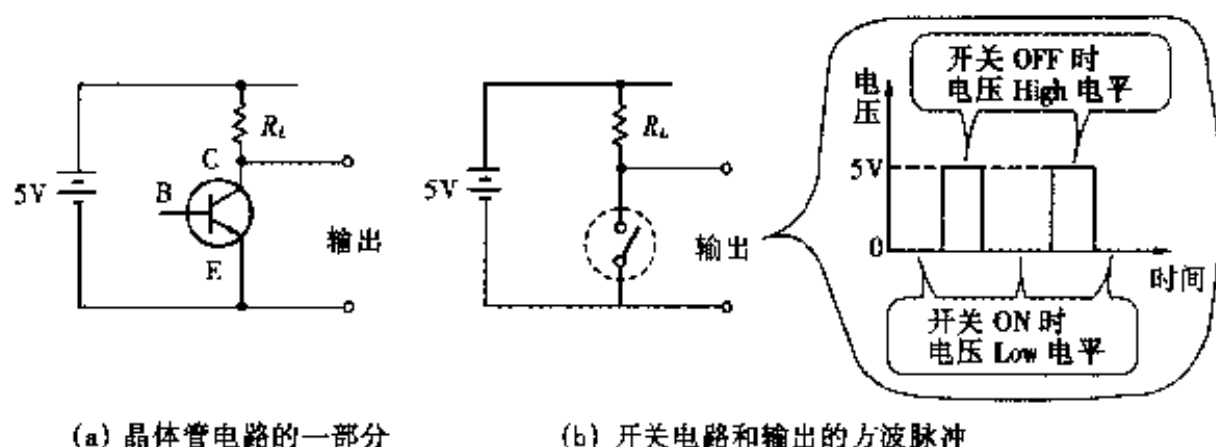 5V
R_L
C
B
E
输出
(a) 晶体管电路的一部分
5V
R_L
输出
(b) 开关电路和输出的方波脉冲
电压
5V
0
时间
开关 OFF 时
电压 High 电平
开关 ON 时
电压 Low 电平